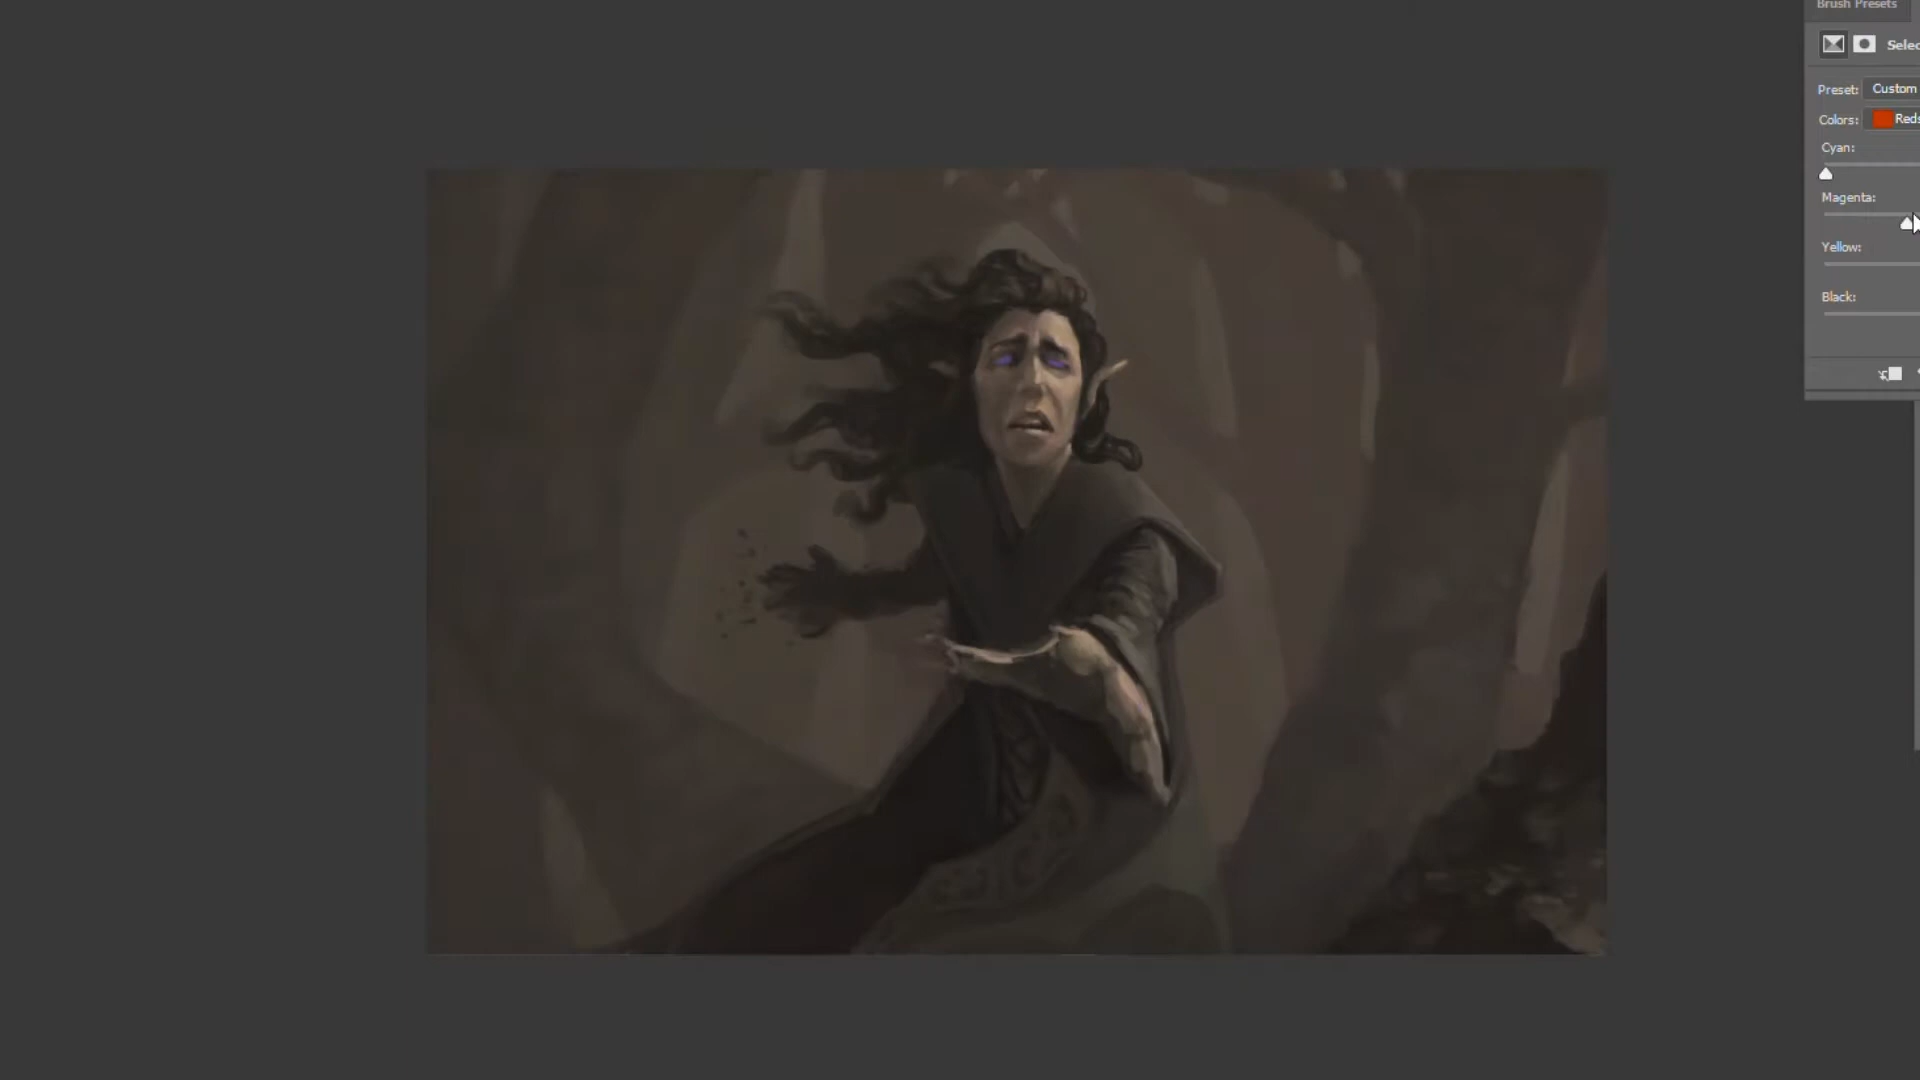 Brush Presets
Selec
Preset: Custom
Colors: Reds
Cyan:
Magenta:
Yellow:
Black: